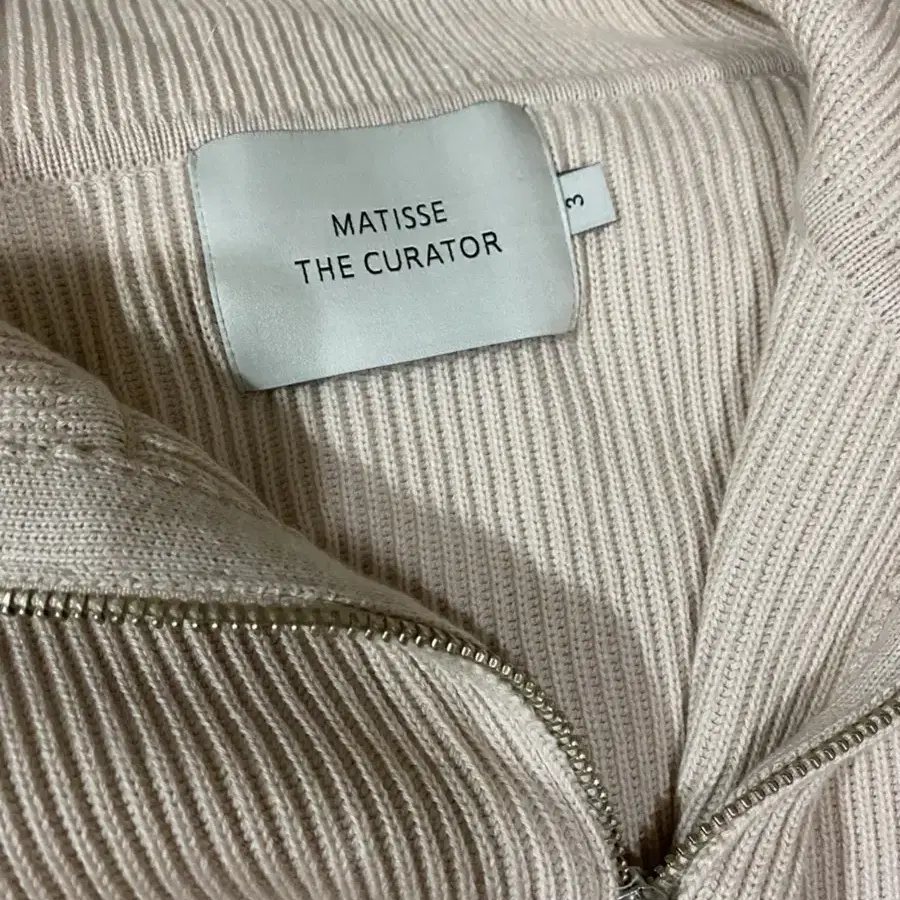 MATISSE
THE CURATOR
3